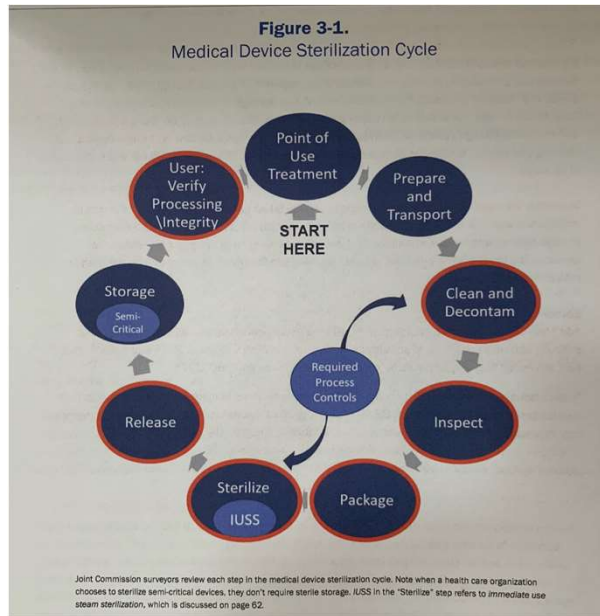 Figure 3-1.
Medical Device Sterilization Cycle
Point of
Use
Treatment
START
HERE
Prepare
and
Transport
Clean and
Decontam
Inspect
Package
Sterilize
IUSS
Required
Process
Controls
Release
Storage
Semi-
Critical
User:
Verify
Processing
\Integrity
Joint Commission surveyors review each step in the medical device sterilization cycle. Note when a health care organization
chooses to sterilize semi-critical devices, they don't require sterile storage. IUSS in the "Sterilize" step refers to immediate use
steam sterilization, which is discussed on page 62.